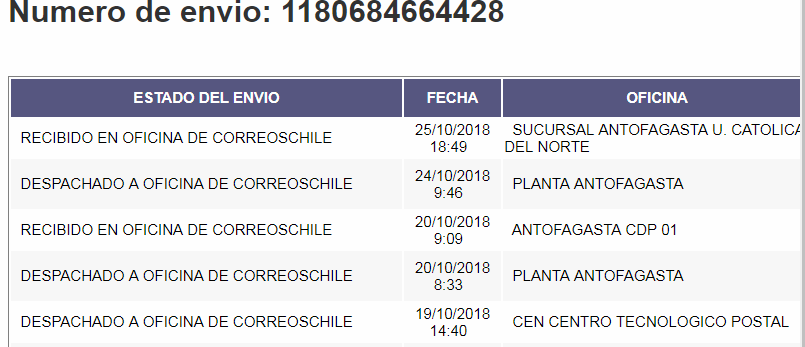 Numero de envio: 1180684664428
ESTADO DEL ENVIO FECHA OFICINA
RECIBIDO EN OFICINA DE CORREOSCHILE 25/10/2018 18:49 SUCURSAL ANTOFAGASTA U. CATOLICA DEL NORTE
DESPACHADO A OFICINA DE CORREOSCHILE 24/10/2018 9:46 PLANTA ANTOFAGASTA
RECIBIDO EN OFICINA DE CORREOSCHILE 20/10/2018 9:09 ANTOFAGASTA CDP 01
DESPACHADO A OFICINA DE CORREOSCHILE 20/10/2018 8:33 PLANTA ANTOFAGASTA
DESPACHADO A OFICINA DE CORREOSCHILE 19/10/2018 14:40 CEN CENTRO TECNOLOGICO POSTAL